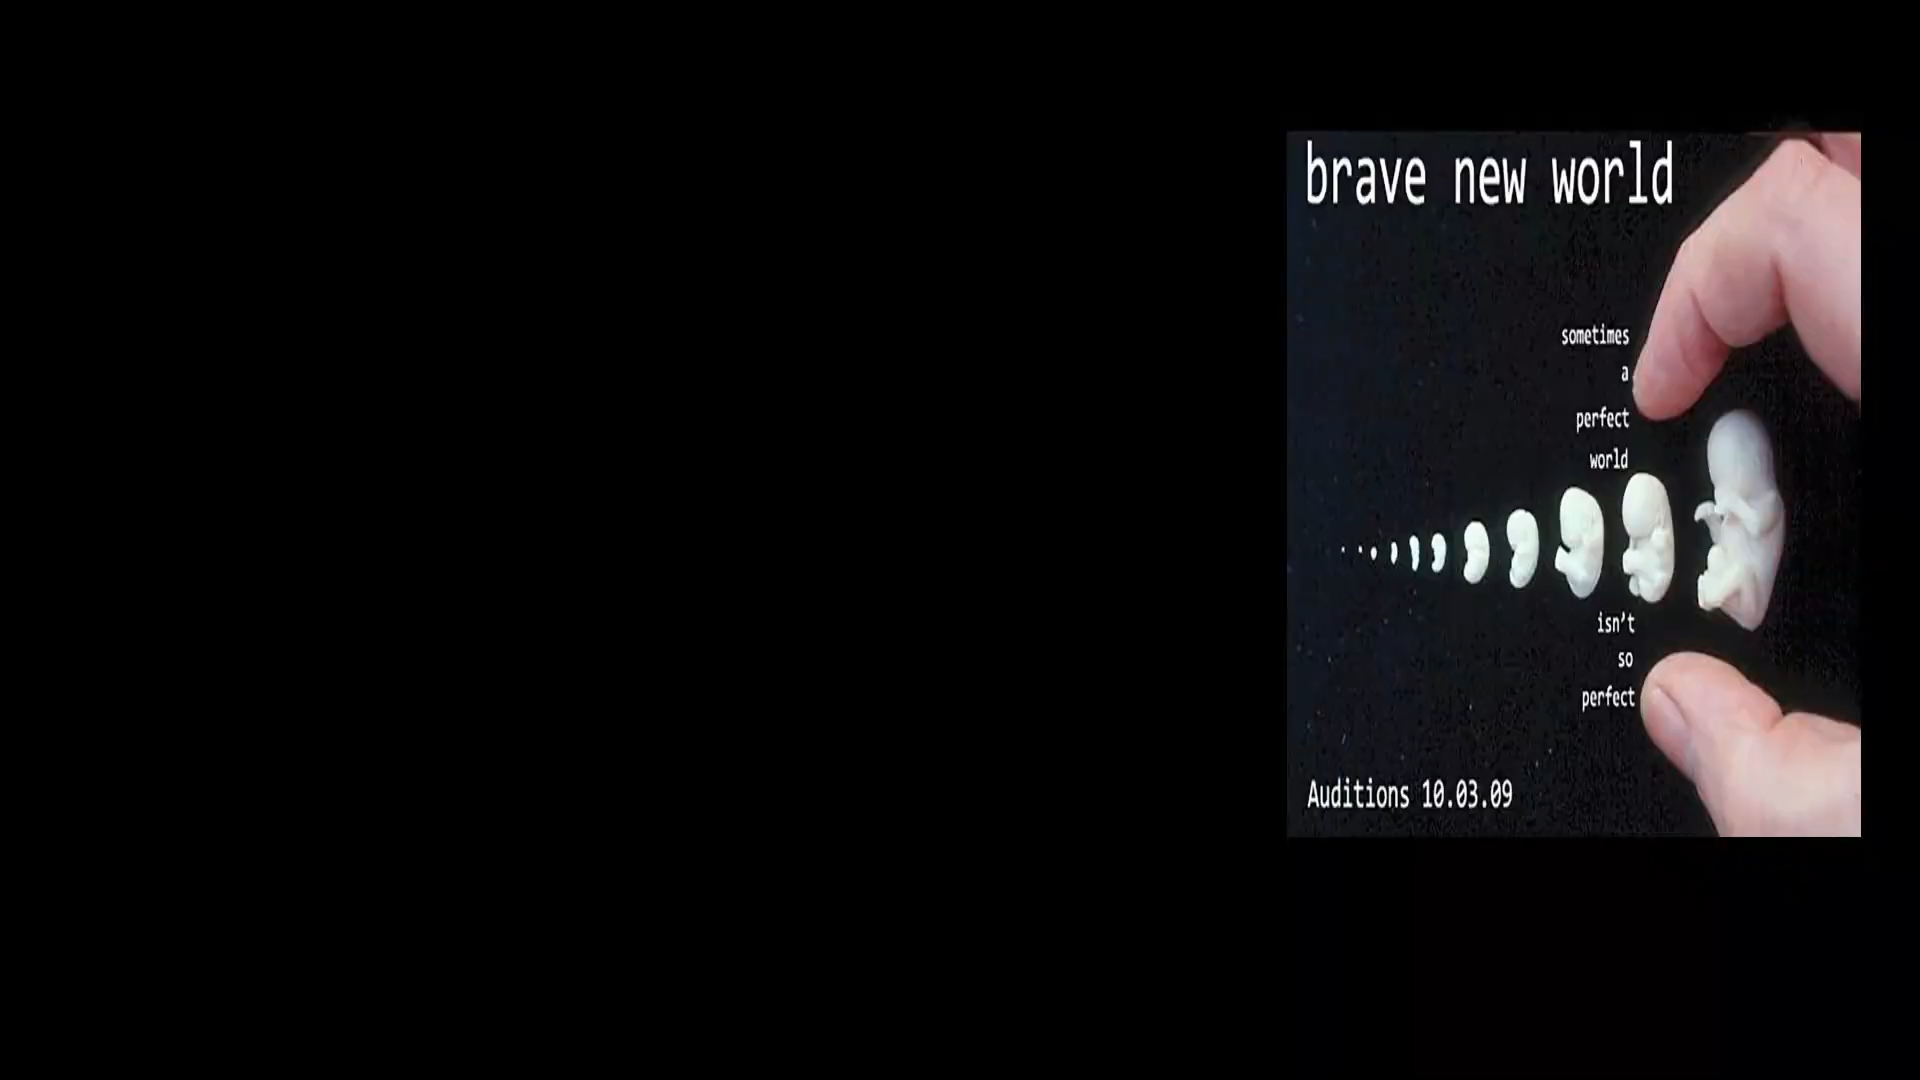 brave new world
sometimes
a
perfect
world
isn't
so
perfect
Auditions 10.03.09